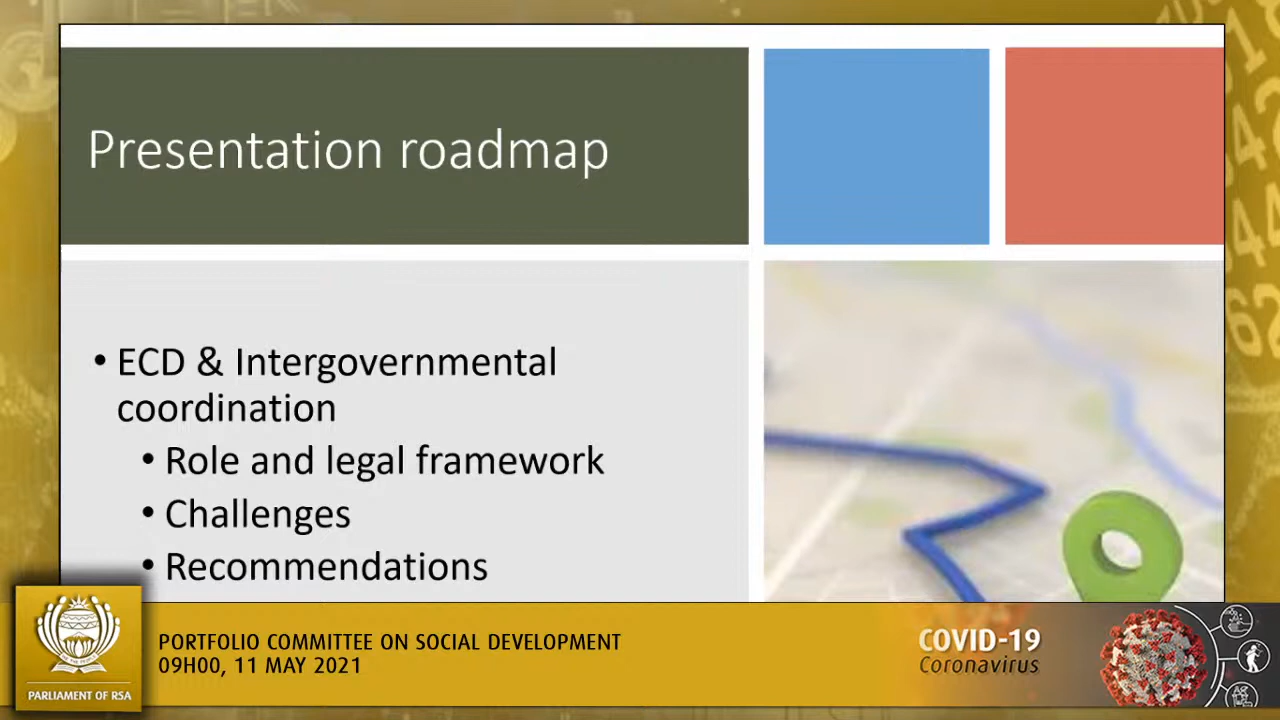 Presentation roadmap
• ECD & Intergovernmental
coordination
• Role and legal framework
• Challenges
• Recommendations
PORTFOLIO COMMITTEE ON SOCIAL DEVELOPMENT
09H00, 11 MAY 2021
PARLIAMENT OF RSA
COVID-19
Coronavirus